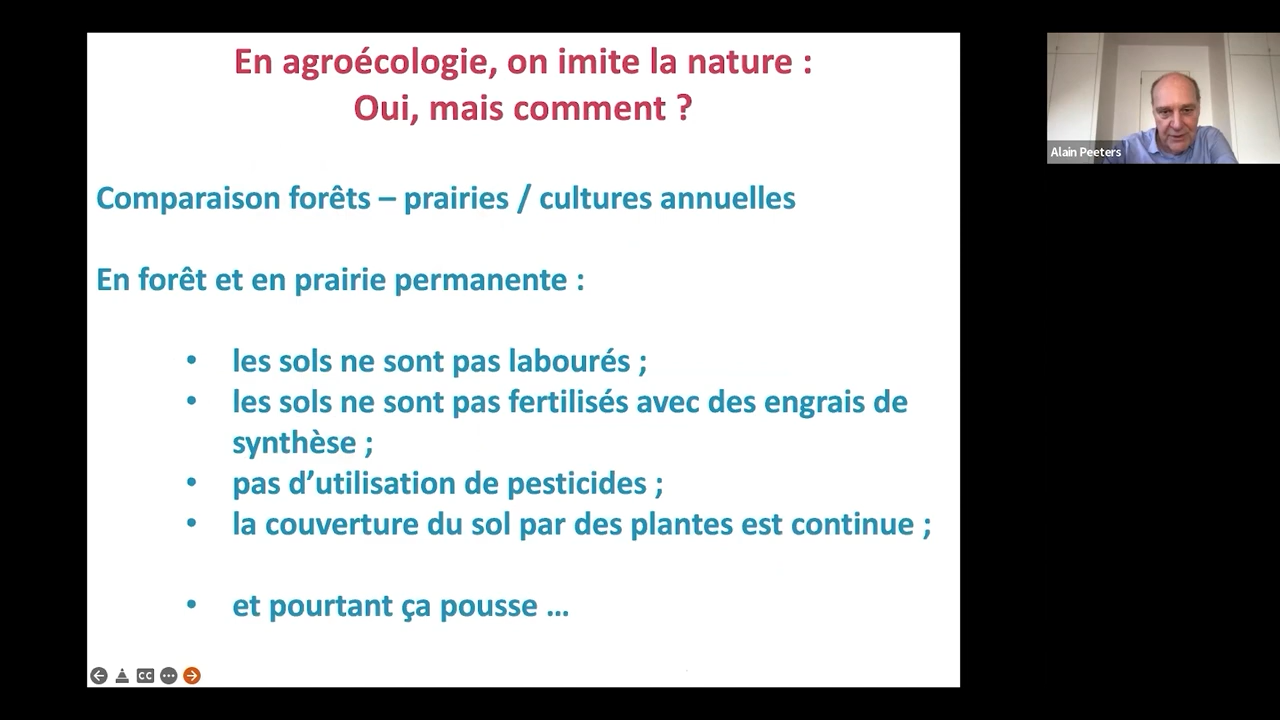 En agroécologie, on imite la nature :
Oui, mais comment ?
Alain Peeters
Comparaison forêts – prairies / cultures annuelles
En forêt et en prairie permanente :
• les sols ne sont pas labourés ;
• les sols ne sont pas fertilisés avec des engrais de
synthèse ;
• pas d’utilisation de pesticides ;
• la couverture du sol par des plantes est continue ;
• et pourtant ça pousse …
CC